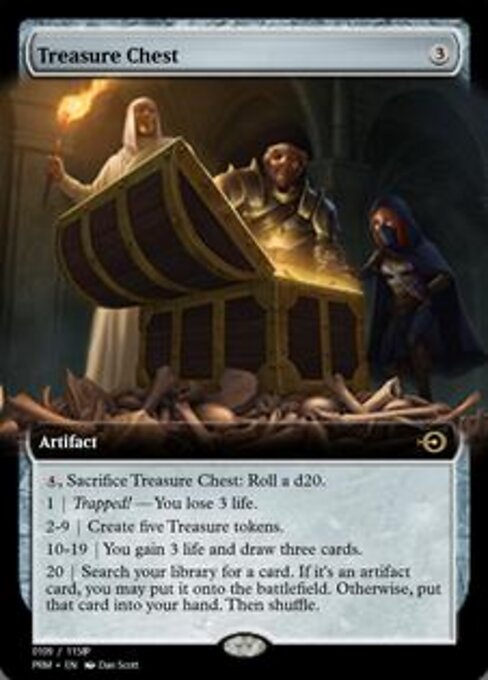 Treasure Chest 3
Artifact
4, Sacrifice Treasure Chest: Roll a d20.
1 | Trapped! — You lose 3 life.
2-9 | Create five Treasure tokens.
10-19 | You gain 3 life and draw three cards.
20 | Search your library for a card. If it's an artifact
card, you may put it onto the battlefield. Otherwise, put
that card into your hand. Then shuffle.
PRM • EN Dan Scott